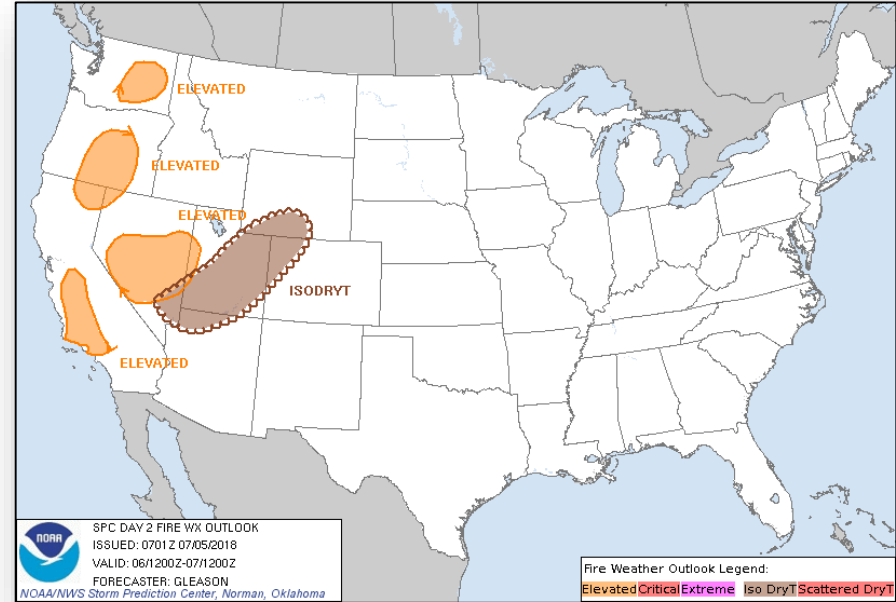 ELEVATED
ELEVATED
ELEVATED
ISODRYT
ELEVATED
NOAA
SPC DAY 2 FIRE WX OUTLOOK
ISSUED: 0701Z 07/05/2018
VALID: 06/1200Z-07/1200Z
FORECASTER: GLEASON
NOAA/NWS Storm Prediction Center, Norman, Oklahoma
Fire Weather Outlook Legend:
Elevated Critical Extreme Iso DryT Scattered DryT